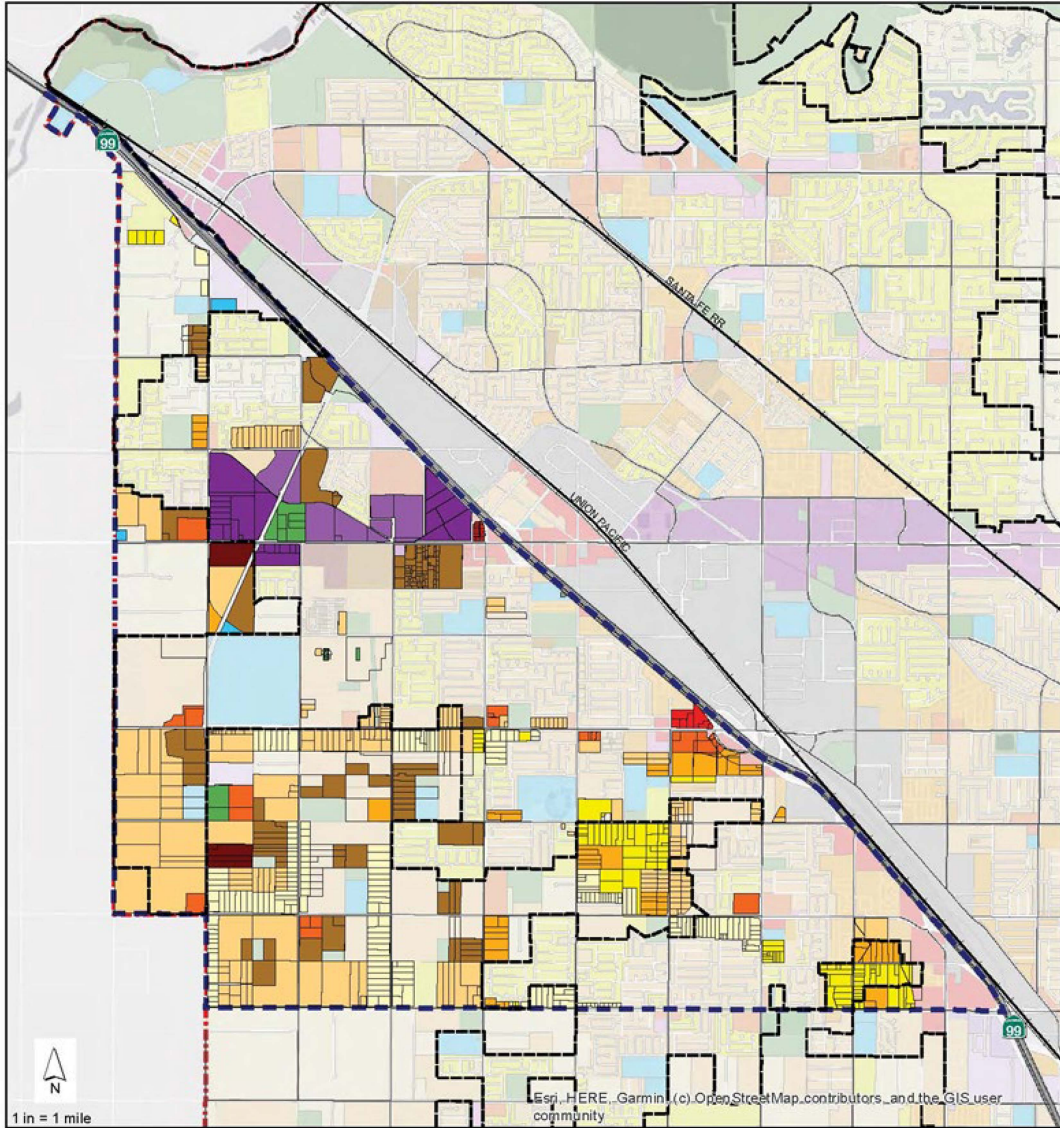 99
SANTA FE RR
UNION PACIFIC
99
N
1 in = 1 mile
Esri, HERE, Garmin, (c) OpenStreetMap contributors, and the GIS user
community